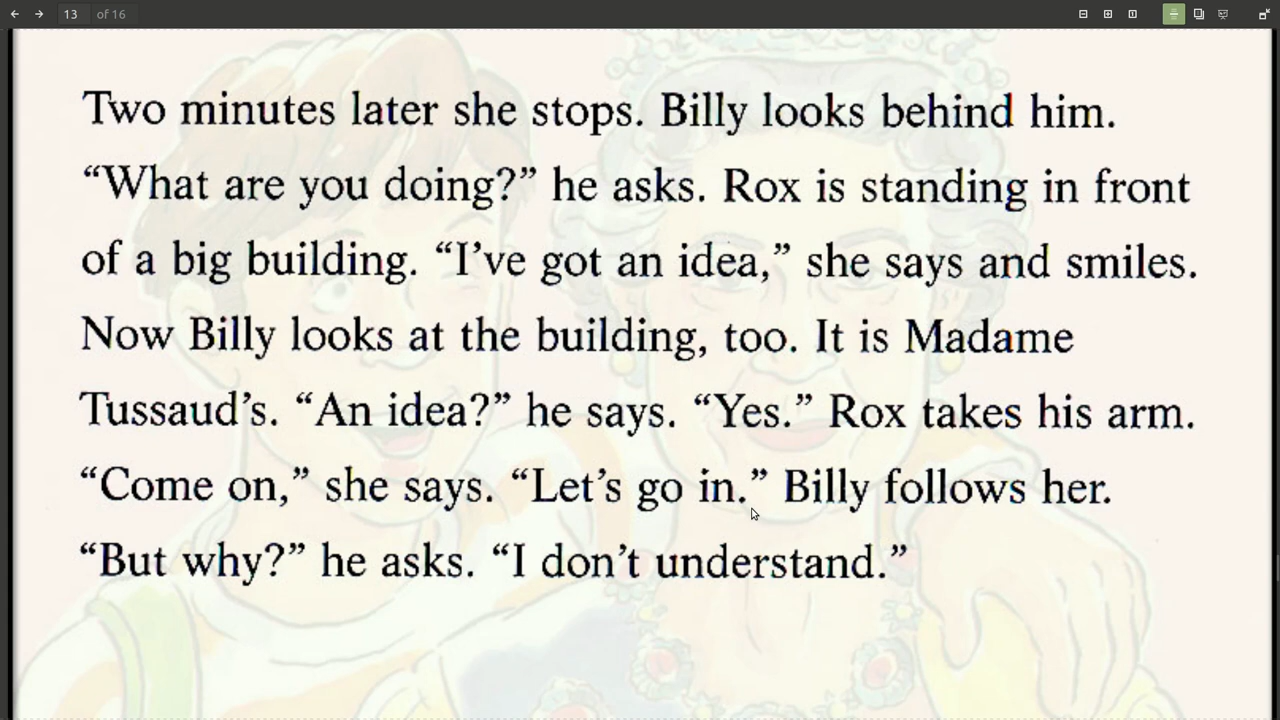 13 of 16
Two minutes later she stops. Billy looks behind him.
“What are you doing?” he asks. Rox is standing in front
of a big building. “I’ve got an idea,” she says and smiles.
Now Billy looks at the building, too. It is Madame
Tussaud’s. “An idea?” he says. “Yes.” Rox takes his arm.
“Come on,” she says. “Let’s go in.” Billy follows her.
“But why?” he asks. “I don’t understand.”